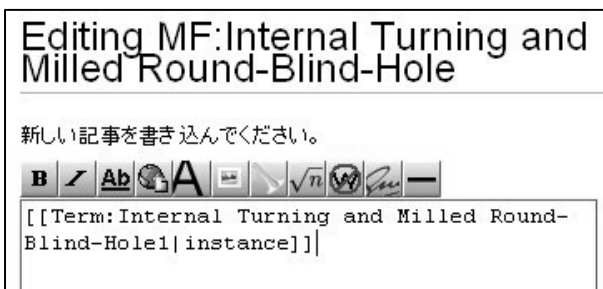 Editing MF:Internal Turning and
Milled Round-Blind-Hole
新しい記事を書き込んでください。
B I Ab A √n W
[[Term:Internal Turning and Milled Round-
Blind-Hole1|instance]]